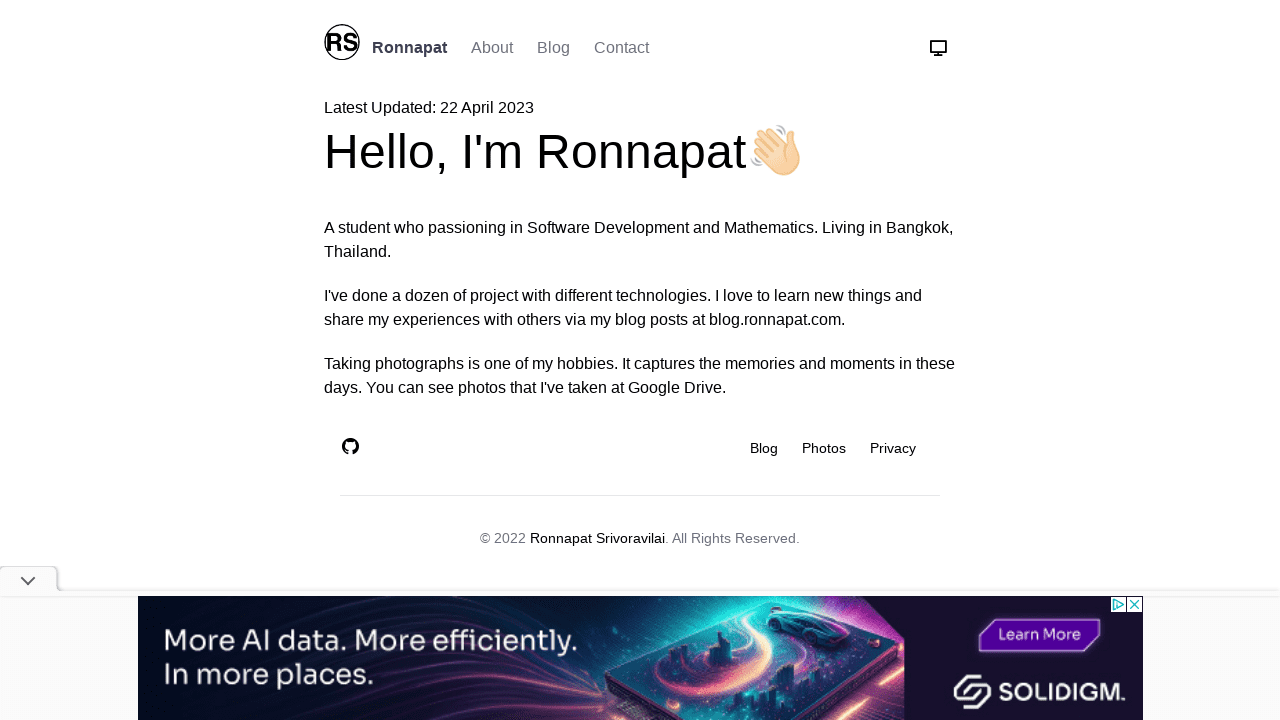 RS
Ronnapat About Blog Contact
Latest Updated: 22 April 2023
Hello, I'm Ronnapat👋🏻
A student who passioning in Software Development and Mathematics. Living in Bangkok,
Thailand.
I've done a dozen of project with different technologies. I love to learn new things and
share my experiences with others via my blog posts at blog.ronnapat.com.
Taking photographs is one of my hobbies. It captures the memories and moments in these
days. You can see photos that I've taken at Google Drive.
Blog Photos Privacy
© 2022 Ronnapat Srivoravilai. All Rights Reserved.
More AI data. More efficiently.
In more places.
Learn More
SOLIDIGM.